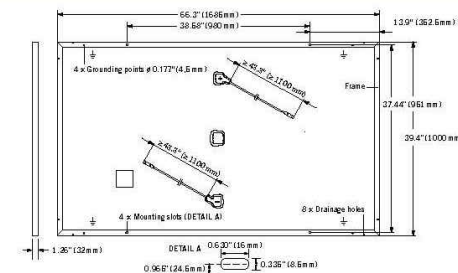 66.3" (1685 mm)
38.58" (980 mm)
13.9" (352.5 mm)
4 x Grounding points ø 0.177" (4,5 mm)
≥ 43.3" (≥ 1100 mm)
Frame
37.44" (951 mm)
39.4" (1000 mm
≥ 43.3" (≥ 1100 mm)
4 x Mounting slots (DETAIL A)
8 x Drainage holes
1.26" (32 mm)
DETAIL A
0.630" (16 mm)
0.966" (24.5 mm)
0.335" (8.5 mm)